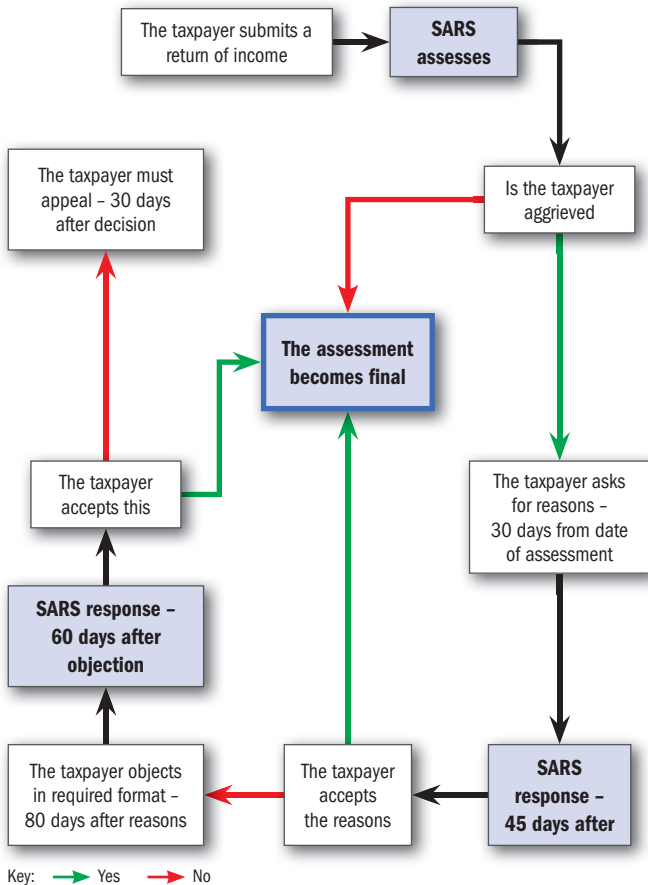 The taxpayer submits a
return of income
SARS
assesses
Is the taxpayer
aggrieved
The taxpayer must
appeal – 30 days
after decision
The assessment
becomes final
The taxpayer
accepts this
The taxpayer asks
for reasons –
30 days from date
of assessment
SARS response –
60 days after
objection
The taxpayer objects
in required format –
80 days after reasons
The taxpayer
accepts
the reasons
SARS
response –
45 days after
Key: Yes No